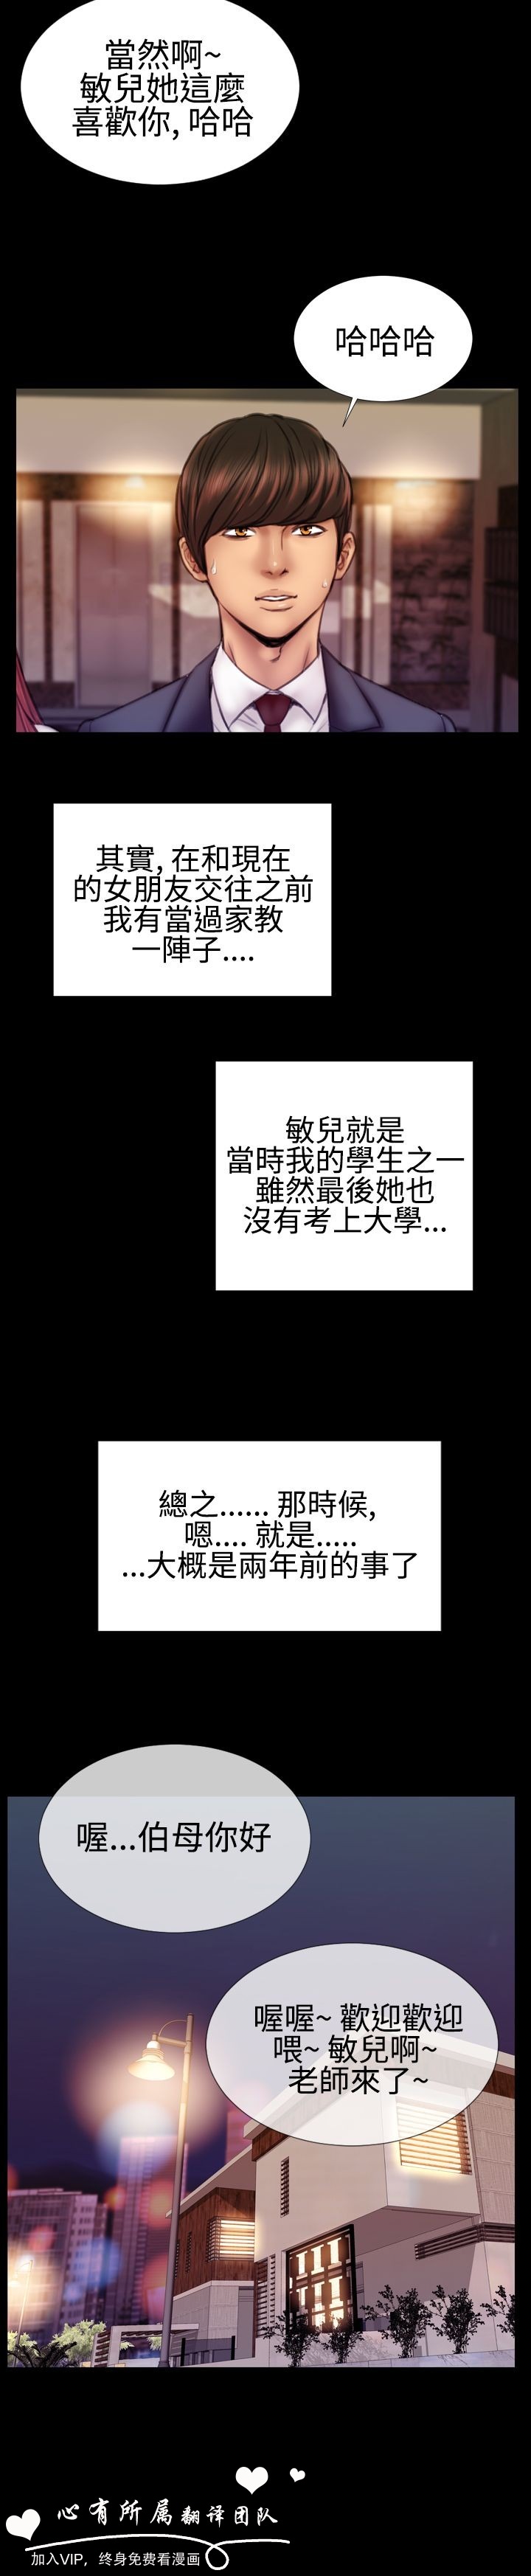 當然啊~
敏兒她這麼
喜歡你, 哈哈
哈哈哈
其實, 在和現在
的女朋友交往之前
我有當過家教
一陣子....
敏兒就是
當時我的學生之一
雖然最後她也
沒有考上大學...
總之...... 那時候,
嗯.... 就是.....
...大概是兩年前的事了
喔...伯母你好
喔喔~ 歡迎歡迎
喂~ 敏兒啊~
老師來了~
心有所属翻译团队
加入VIP，终身免费看漫画